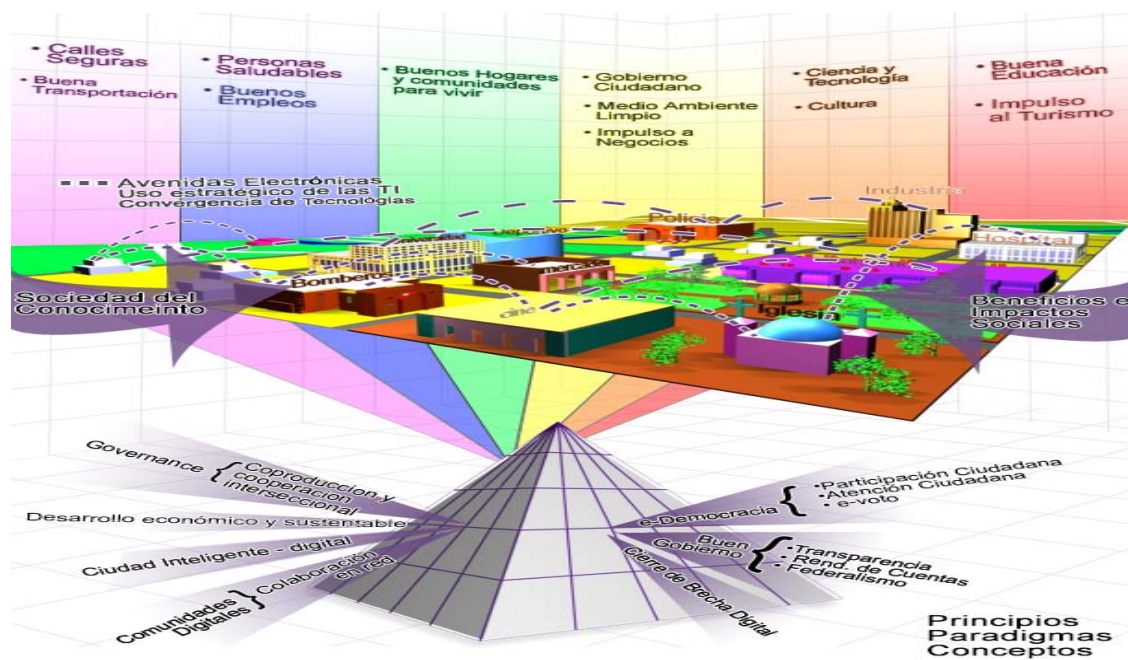 • Calles
Seguras
• Buena
Transportación
• Personas
Saludables
• Buenos
Empleos
• Buenos Hogares
y comunidades
para vivir
• Gobierno
Ciudadano
• Medio Ambiente
Limpio
• Impulso a
Negocios
• Ciencia y
Tecnología
• Cultura
• Buena
Educación
• Impulso
al Turismo
Avenidas Electrónicas
Uso estratégico de las TI
Convergencia de Tecnológias
Industria
Policia
Hospital
Bomberos
mercado
cine
Iglesia
Sociedad del
Conocimeinto
Beneficios e
Impactos
Sociales
Governance {
Coproduccion y
cooperacion
interseccional
Desarrollo económico y sustentable
Ciudad Inteligente - digital
Comunidades
Digitales }
Colaboración
en red
e-Democracia {
•Participación Ciudadana
•Atención Ciudadana
• e-voto
Buen
Gobierno {
•Transparencia
• Rend. de Cuentas
•Federalismo
Cierre de Brecha Digital
Principios
Paradigmas
Conceptos